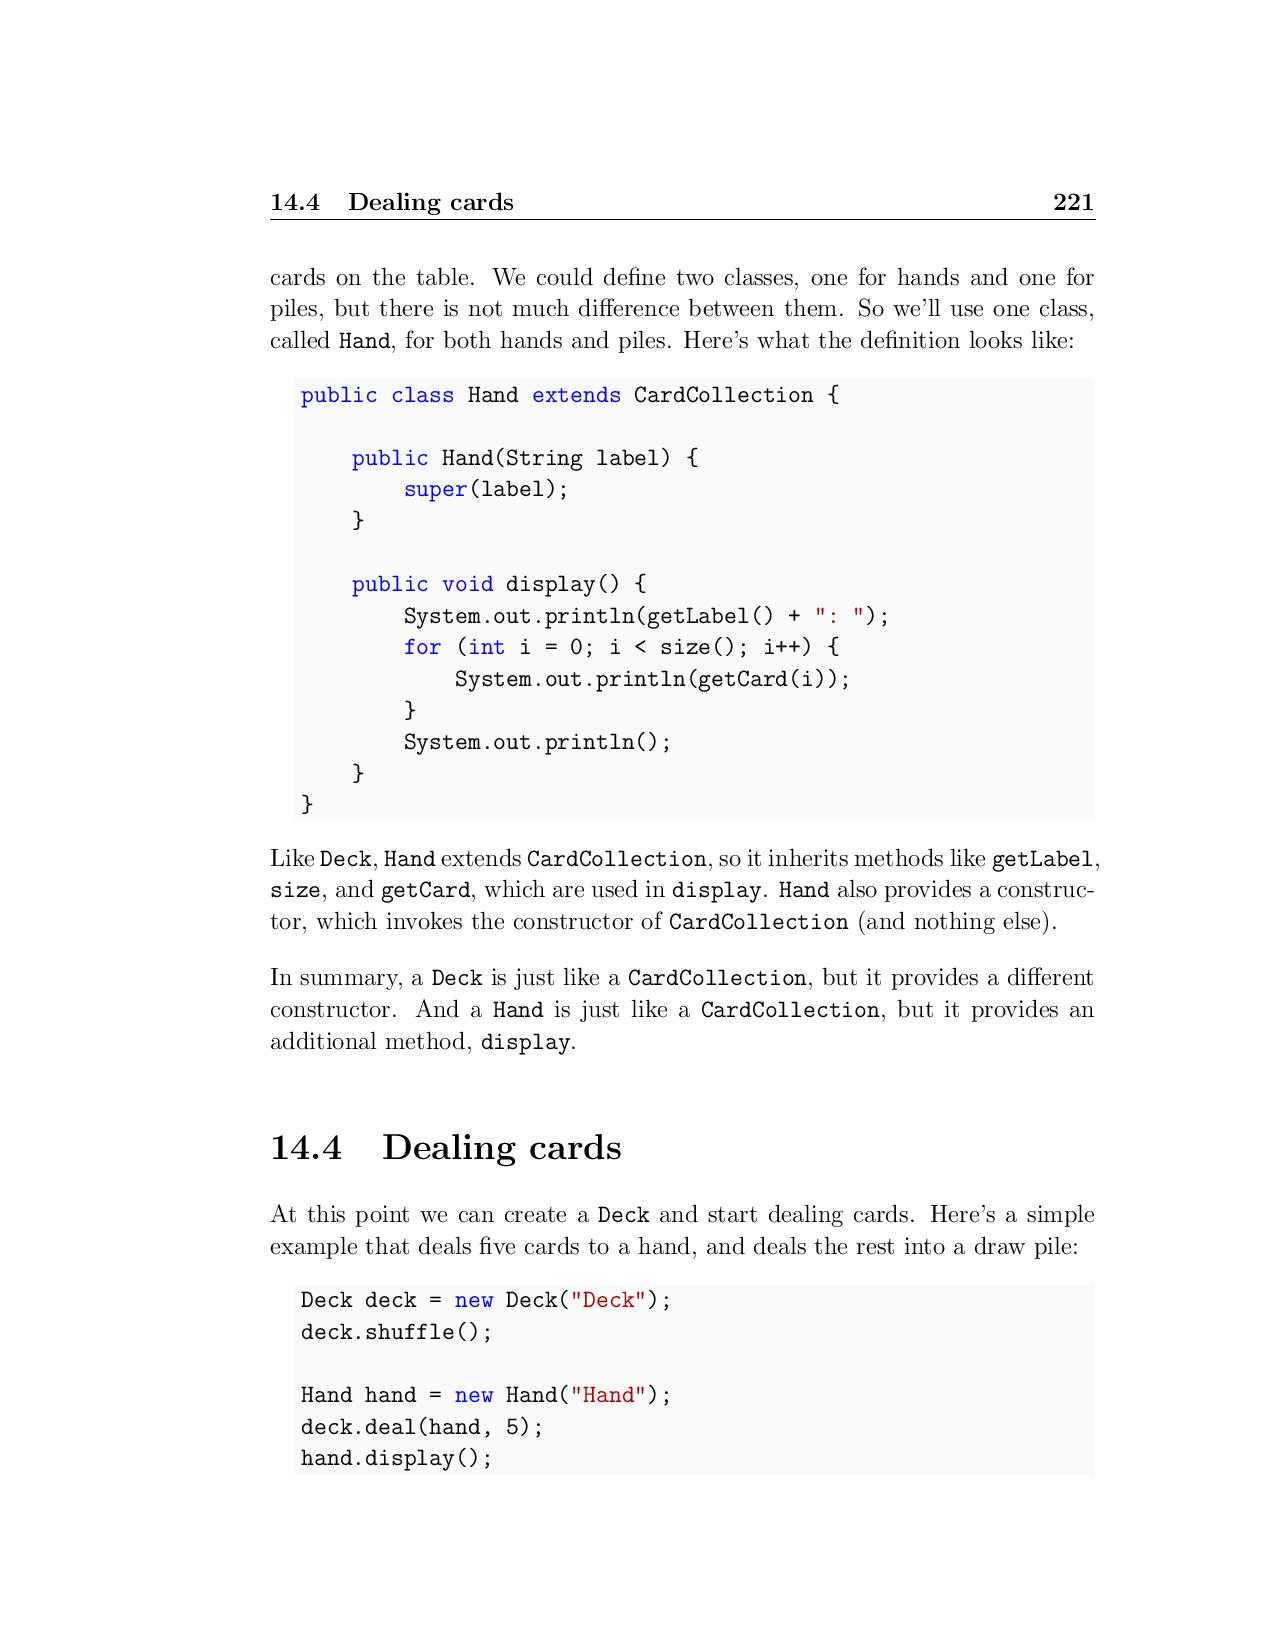 14.4 Dealing cards 221
cards on the table. We could define two classes, one for hands and one for
piles, but there is not much difference between them. So we'll use one class,
called Hand, for both hands and piles. Here's what the definition looks like:
public class Hand extends CardCollection {
    public Hand(String label) {
        super(label);
    }
    public void display() {
        System.out.println(getLabel() + ": ");
        for (int i = 0; i < size(); i++) {
            System.out.println(getCard(i));
        }
        System.out.println();
    }
}
Like Deck, Hand extends CardCollection, so it inherits methods like getLabel,
size, and getCard, which are used in display. Hand also provides a construc-
tor, which invokes the constructor of CardCollection (and nothing else).
In summary, a Deck is just like a CardCollection, but it provides a different
constructor. And a Hand is just like a CardCollection, but it provides an
additional method, display.
14.4 Dealing cards
At this point we can create a Deck and start dealing cards. Here's a simple
example that deals five cards to a hand, and deals the rest into a draw pile:
Deck deck = new Deck("Deck");
deck.shuffle();
Hand hand = new Hand("Hand");
deck.deal(hand, 5);
hand.display();